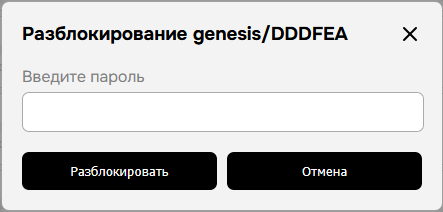 Разблокирование genesis/DDDFEA
Введите пароль
Разблокировать
Отмена